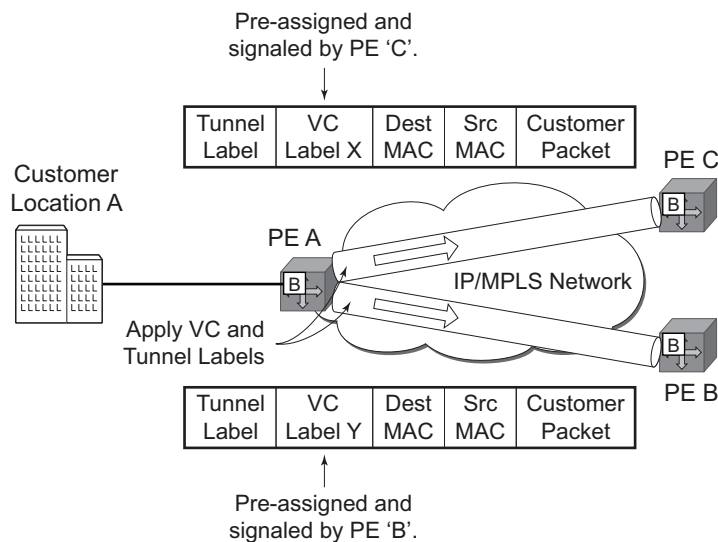 Pre-assigned and
signaled by PE ‘C’.
Tunnel Label
VC Label X
Dest MAC
Src MAC
Customer Packet
PE C
B
Customer
Location A
PE A
B
IP/MPLS Network
Apply VC and
Tunnel Labels
B
PE B
Tunnel Label
VC Label Y
Dest MAC
Src MAC
Customer Packet
Pre-assigned and
signaled by PE ‘B’.